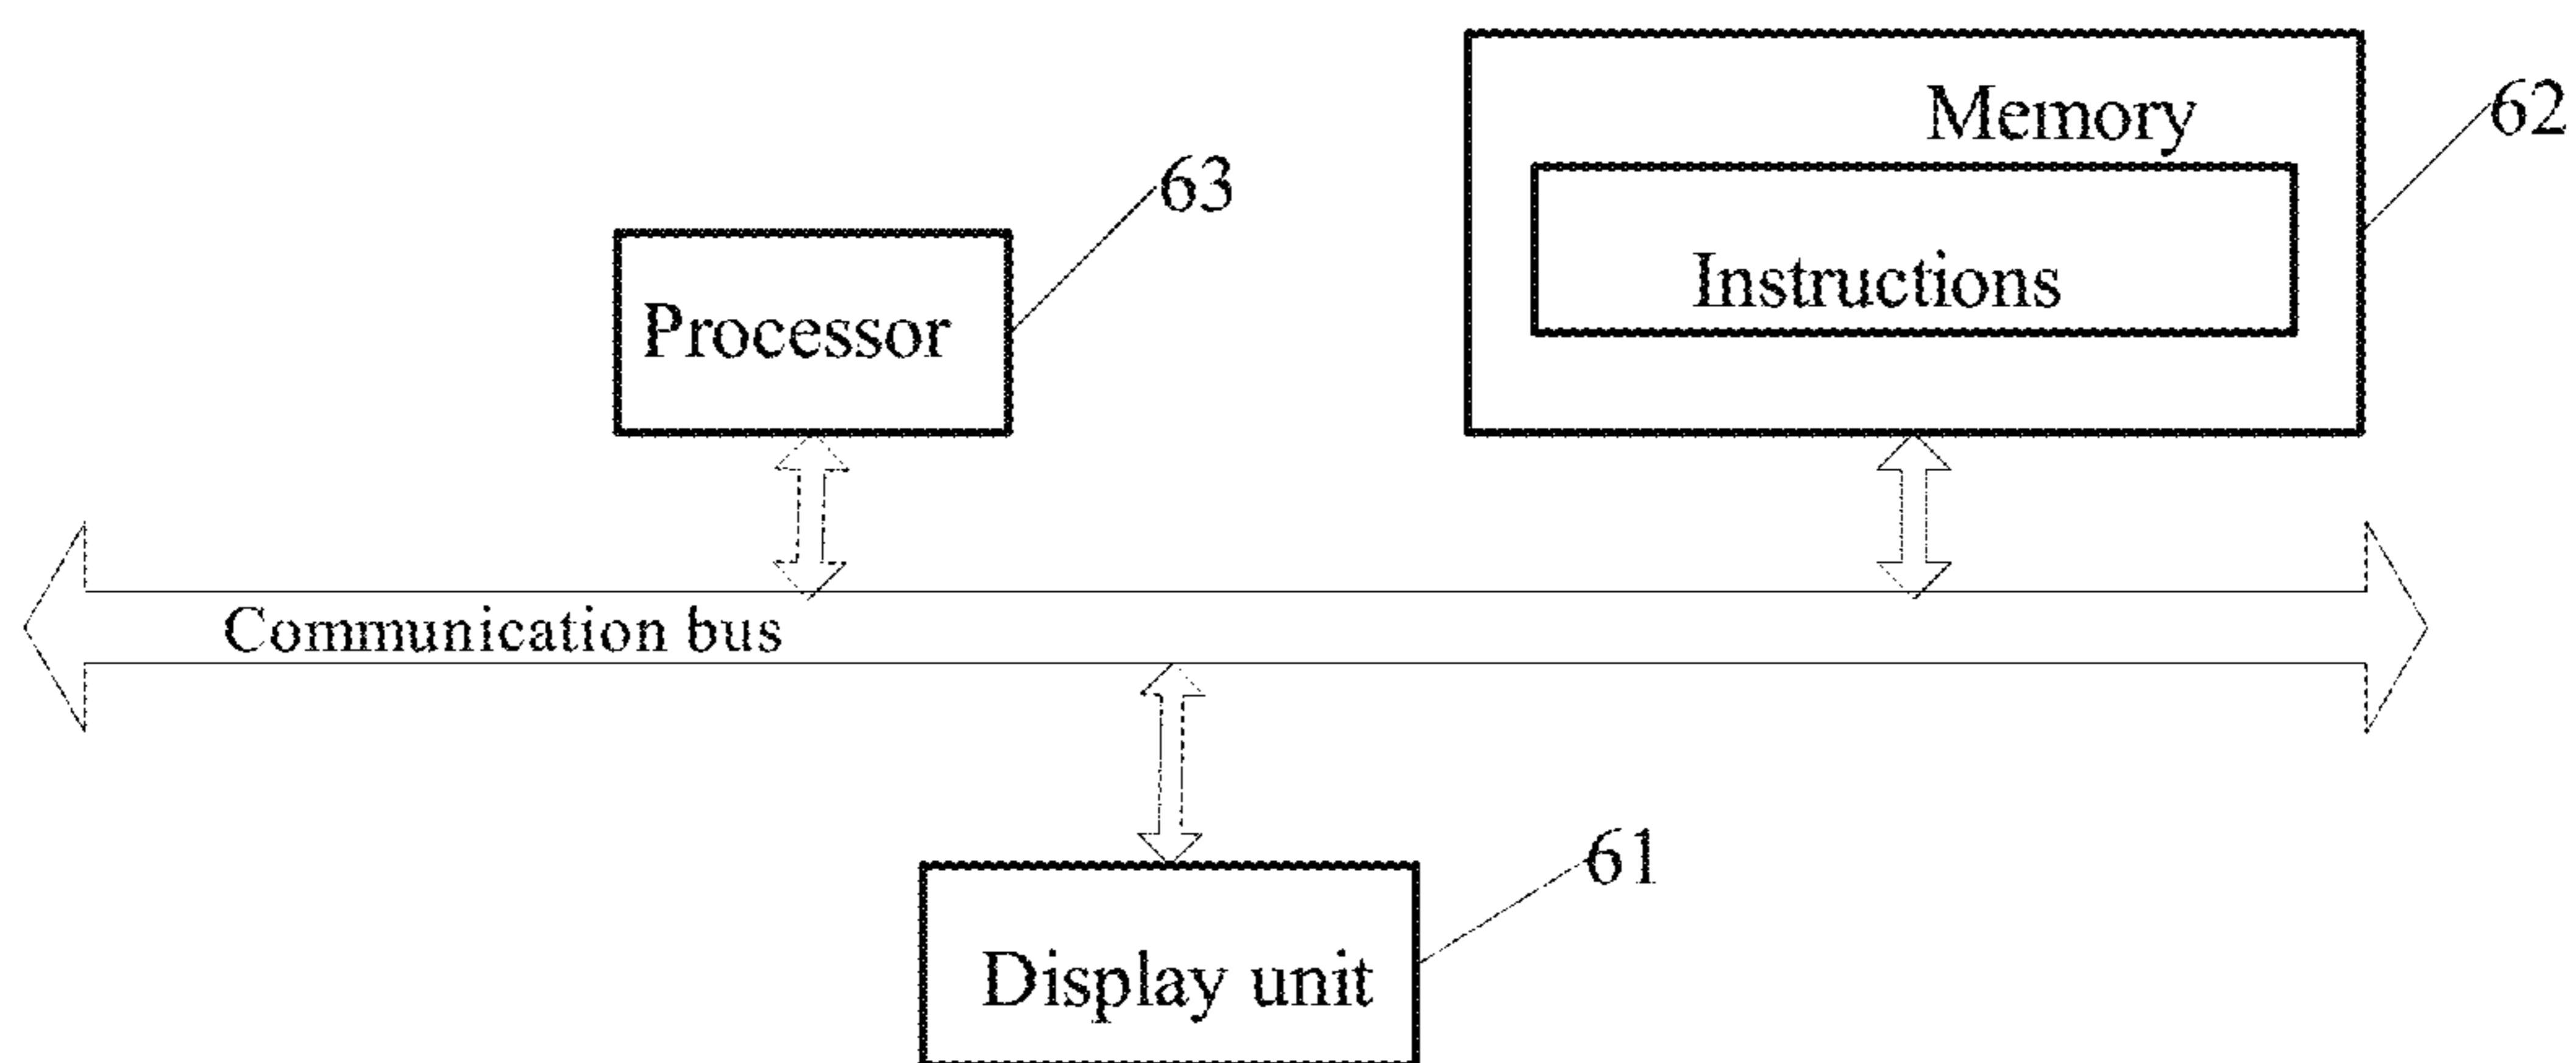 Memory
62
63
Instructions
Processor
Communication bus
61
Display unit